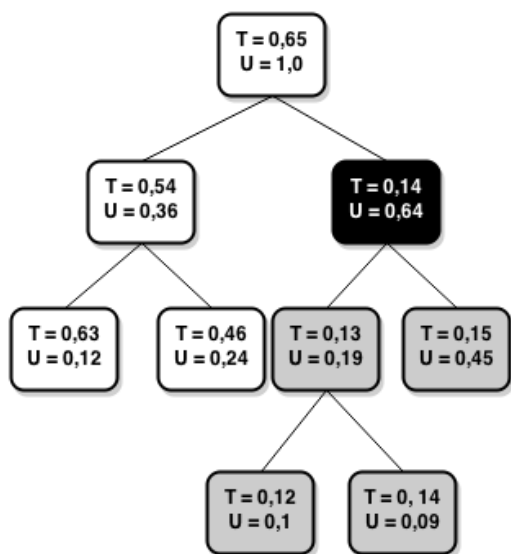 T = 0,65
U = 1,0
T = 0,54
U = 0,36
T = 0,14
U = 0,64
T = 0,63
U = 0,12
T = 0,46
U = 0,24
T = 0,13
U = 0,19
T = 0,15
U = 0,45
T = 0,12
U = 0,1
T = 0, 14
U = 0,09